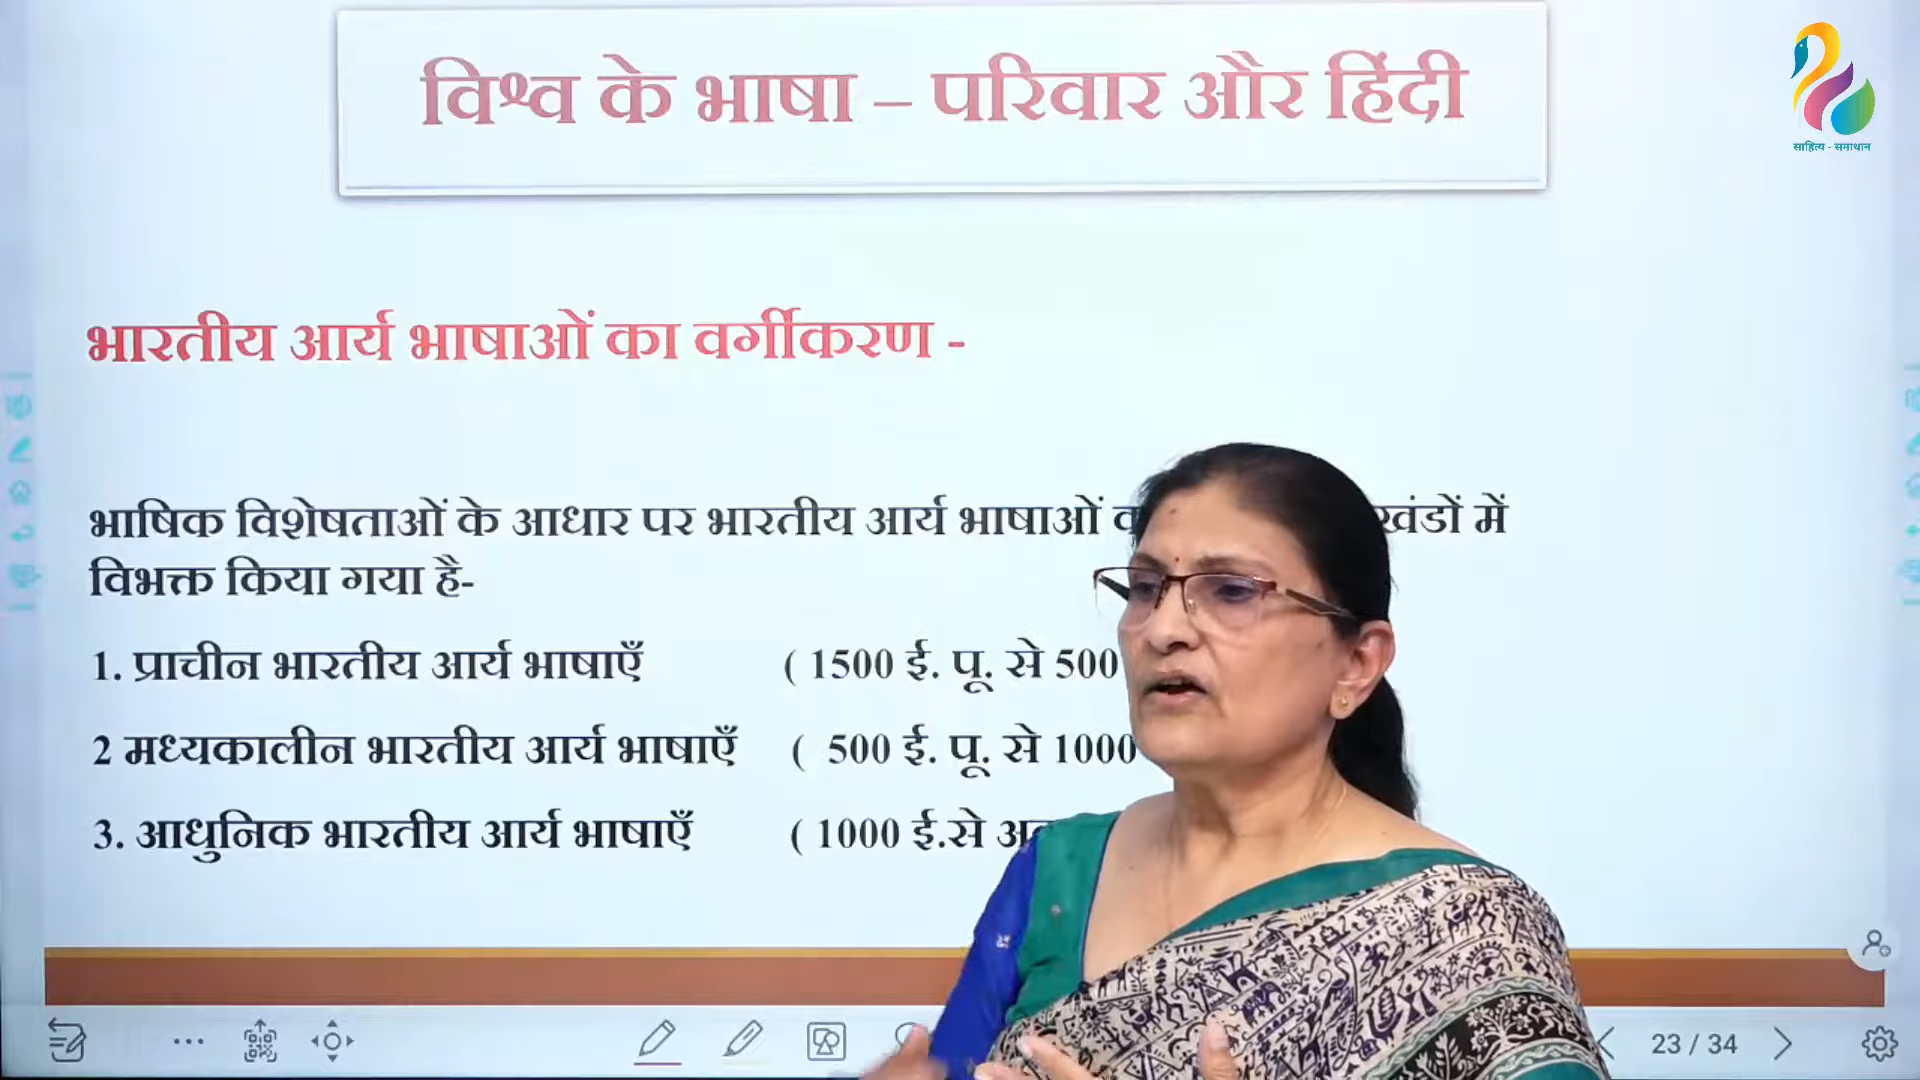 विश्व के भाषा – परिवार और हिंदी
साहित्य - समाधान
भारतीय आर्य भाषाओं का वर्गीकरण -
भाषिक विशेषताओं के आधार पर भारतीय आर्य भाषाओं खंडों में
विभक्त किया गया है-
1. प्राचीन भारतीय आर्य भाषाएँ ( 1500 ई. पू. से 500
2 मध्यकालीन भारतीय आर्य भाषाएँ ( 500 ई. पू. से 1000
3. आधुनिक भारतीय आर्य भाषाएँ ( 1000 ई.से
23 / 34